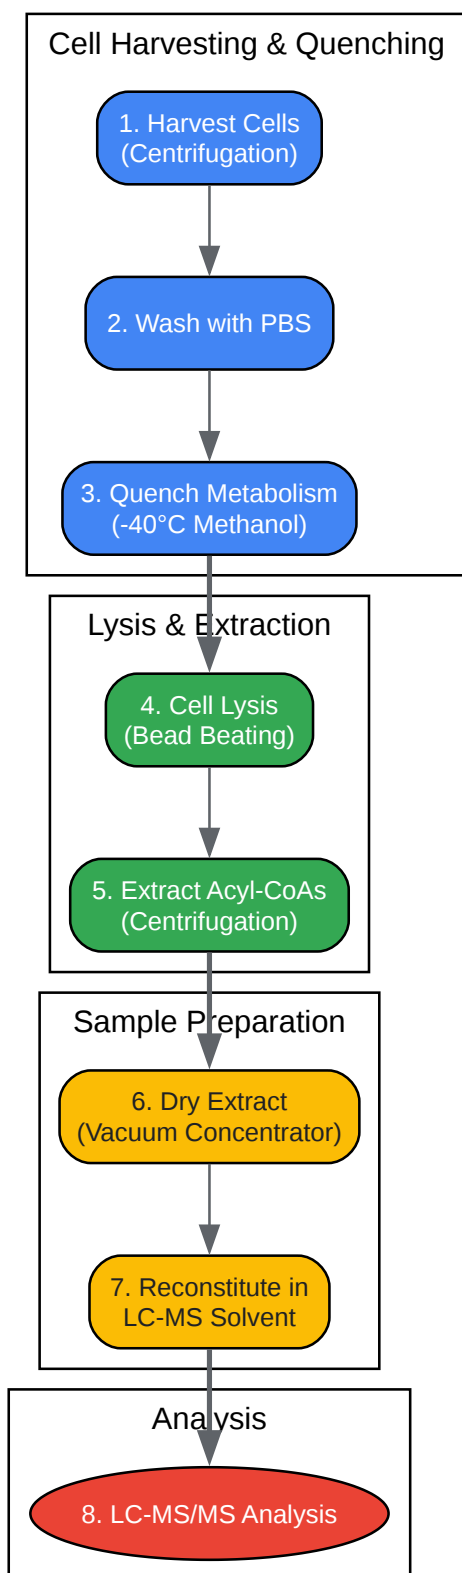 Cell Harvesting & Quenching
1. Harvest Cells
(Centrifugation)
2. Wash with PBS
3. Quench Metabolism
(-40°C Methanol)
Lysis & Extraction
4. Cell Lysis
(Bead Beating)
5. Extract Acyl-CoAs
(Centrifugation)
Sample Preparation
6. Dry Extract
(Vacuum Concentrator)
7. Reconstitute in
LC-MS Solvent
Analysis
8. LC-MS/MS Analysis